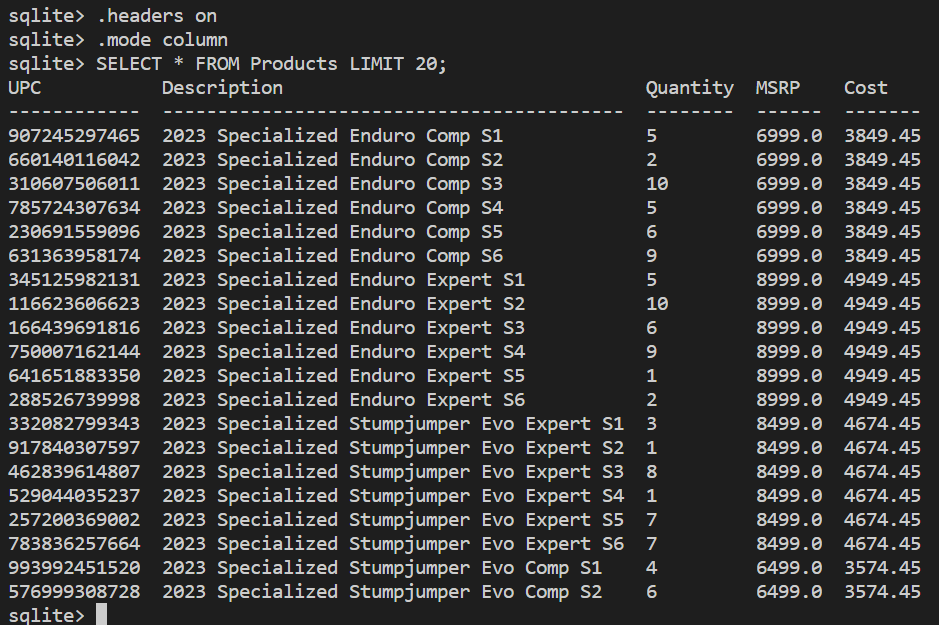 sqlite> .headers on
sqlite> .mode column
sqlite> SELECT * FROM Products LIMIT 20;
UPC           Description                                 Quantity  MSRP    Cost
------------  ------------------------------------------  --------  ------  -------
907245297465  2023 Specialized Enduro Comp S1             5         6999.0  3849.45
660140116042  2023 Specialized Enduro Comp S2             2         6999.0  3849.45
310607506011  2023 Specialized Enduro Comp S3             10        6999.0  3849.45
785724307634  2023 Specialized Enduro Comp S4             5         6999.0  3849.45
230691559096  2023 Specialized Enduro Comp S5             6         6999.0  3849.45
631363958174  2023 Specialized Enduro Comp S6             9         6999.0  3849.45
345125982131  2023 Specialized Enduro Expert S1           5         8999.0  4949.45
116623606623  2023 Specialized Enduro Expert S2           10        8999.0  4949.45
166439691816  2023 Specialized Enduro Expert S3           6         8999.0  4949.45
750007162144  2023 Specialized Enduro Expert S4           9         8999.0  4949.45
641651883350  2023 Specialized Enduro Expert S5           1         8999.0  4949.45
288526739998  2023 Specialized Enduro Expert S6           2         8999.0  4949.45
332082799343  2023 Specialized Stumpjumper Evo Expert S1  3         8499.0  4674.45
917840307597  2023 Specialized Stumpjumper Evo Expert S2  1         8499.0  4674.45
462839614807  2023 Specialized Stumpjumper Evo Expert S3  8         8499.0  4674.45
529044035237  2023 Specialized Stumpjumper Evo Expert S4  1         8499.0  4674.45
257200369002  2023 Specialized Stumpjumper Evo Expert S5  7         8499.0  4674.45
783836257664  2023 Specialized Stumpjumper Evo Expert S6  7         8499.0  4674.45
993992451520  2023 Specialized Stumpjumper Evo Comp S1    4         6499.0  3574.45
576999308728  2023 Specialized Stumpjumper Evo Comp S2    6         6499.0  3574.45
sqlite>